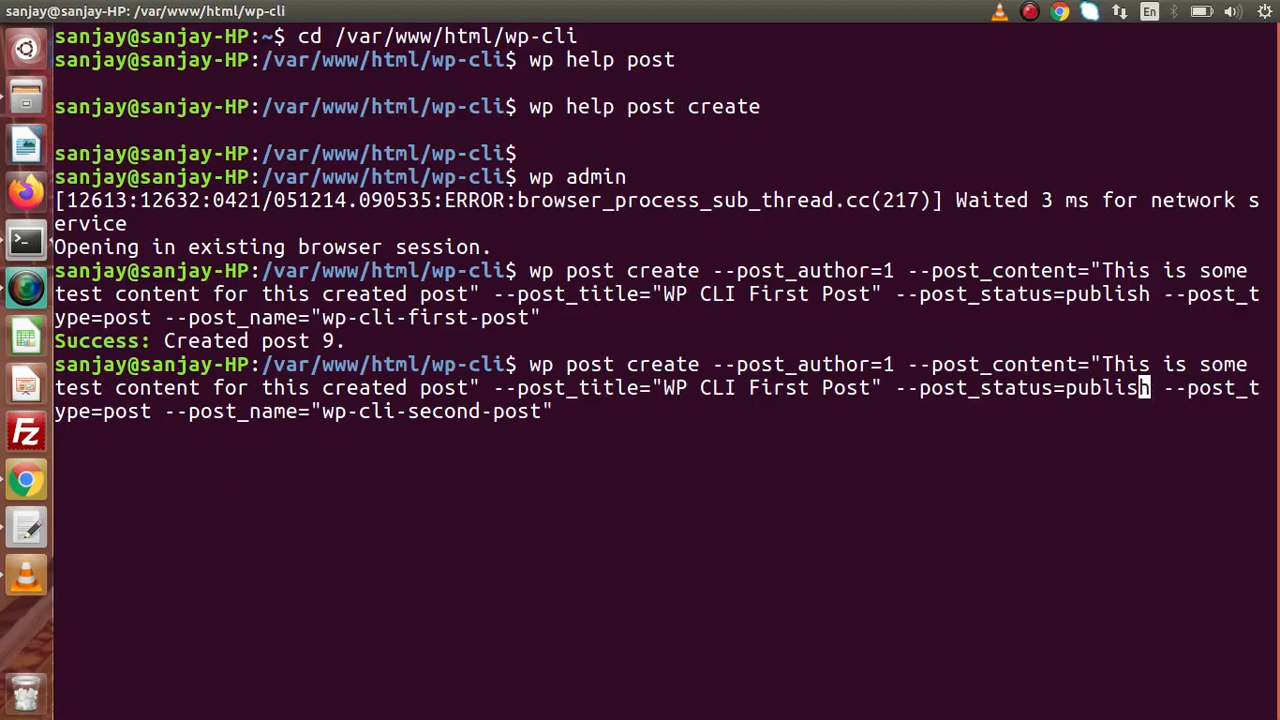 sanjay@sanjay-HP: /var/www/html/wp-cli
En
sanjay@sanjay-HP:~$ cd /var/www/html/wp-cli
sanjay@sanjay-HP:/var/www/html/wp-cli$ wp help post
sanjay@sanjay-HP:/var/www/html/wp-cli$ wp help post create
sanjay@sanjay-HP:/var/www/html/wp-cli$
sanjay@sanjay-HP:/var/www/html/wp-cli$ wp admin
[12613:12632:0421/051214.090535:ERROR:browser_process_sub_thread.cc(217)] Waited 3 ms for network s
ervice
Opening in existing browser session.
sanjay@sanjay-HP:/var/www/html/wp-cli$ wp post create --post_author=1 --post_content="This is some
test content for this created post" --post_title="WP CLI First Post" --post_status=publish --post_t
ype=post --post_name="wp-cli-first-post"
Success: Created post 9.
sanjay@sanjay-HP:/var/www/html/wp-cli$ wp post create --post_author=1 --post_content="This is some
test content for this created post" --post_title="WP CLI First Post" --post_status=publish --post_t
ype=post --post_name="wp-cli-second-post"
Fz